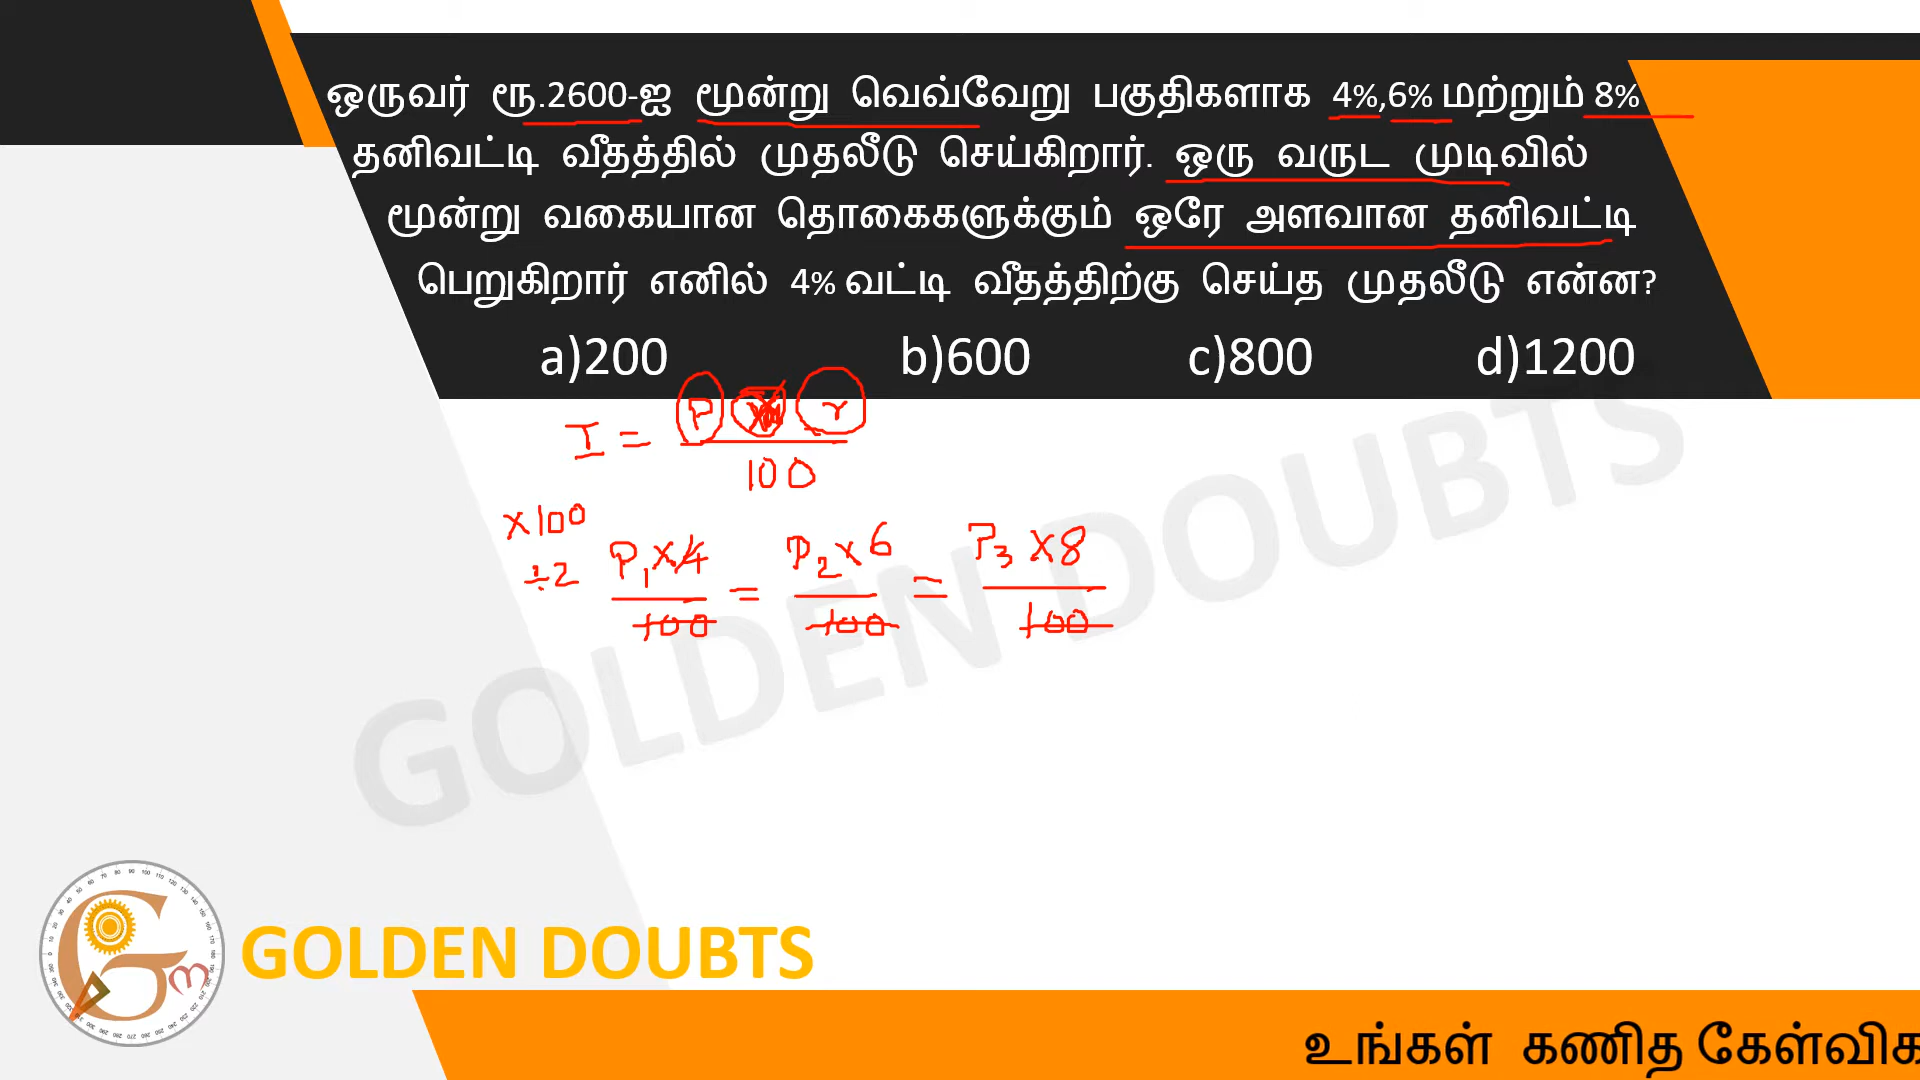 ஒருவர் ரூ.2600-ஐ மூன்று வெவ்வேறு பகுதிகளாக 4%,6% மற்றும் 8%
தனிவட்டி வீதத்தில் முதலீடு செய்கிறார். ஒரு வருட முடிவில்
மூன்று வகையான தொகைகளுக்கும் ஒரே அளவான தனிவட்டி
பெறுகிறார் எனில் 4% வட்டி வீதத்திற்கு செய்த முதலீடு என்ன?
a)200 b)600 c)800 d)1200
I = P r
100
×100
÷2
P₁×4 = P₂×6 = P₃×8
100 100 100
GOLDEN DOUBTS
GOLDEN DOUBTS
உங்கள் கணித கேள்விக